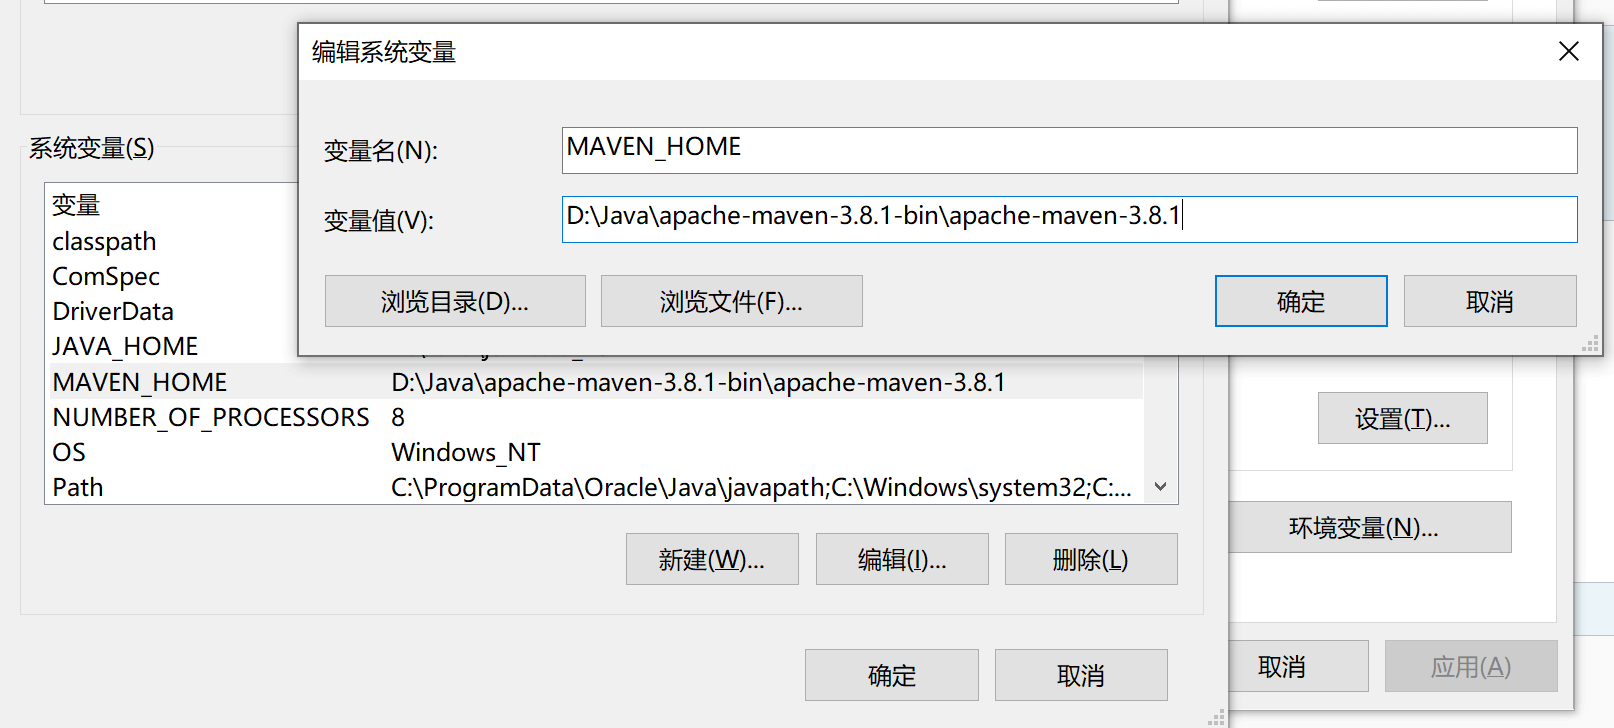 编辑系统变量
变量名(N):
MAVEN_HOME
变量值(V):
D:\Java\apache-maven-3.8.1-bin\apache-maven-3.8.1
浏览目录(D)...
浏览文件(F)...
确定
取消
系统变量(S)
变量
classpath
ComSpec
DriverData
JAVA_HOME
MAVEN_HOME D:\Java\apache-maven-3.8.1-bin\apache-maven-3.8.1
NUMBER_OF_PROCESSORS 8
OS Windows_NT
Path C:\ProgramData\Oracle\Java\javapath;C:\Windows\system32;C:...
新建(W)...
编辑(I)...
删除(L)
确定
取消
设置(T)...
环境变量(N)...
取消
应用(A)